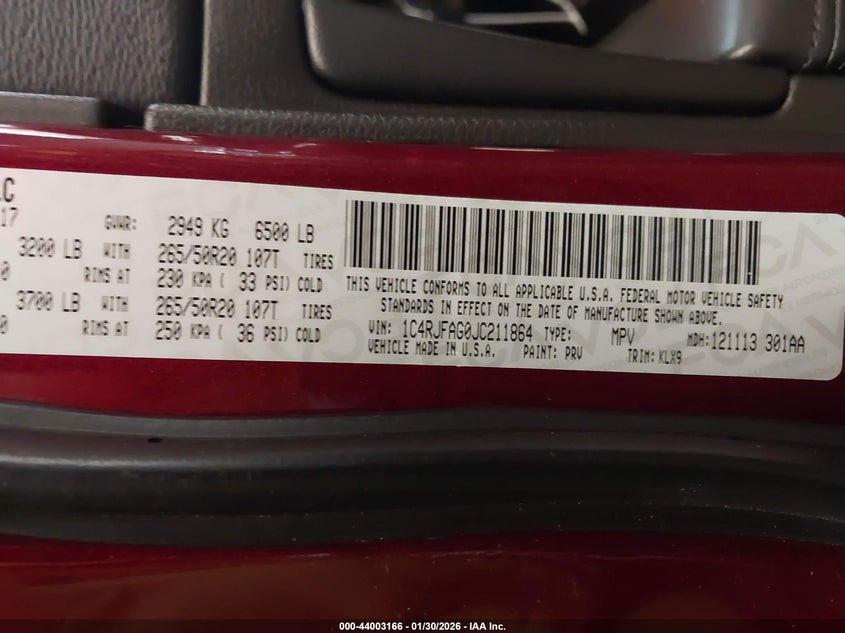 LC
17
GVWR: 2949 KG 6500 LB
3200 LB WITH 265/50R20 107T TIRES
0 RIMS AT 230 KPA ( 33 PSI) COLD
3700 LB WITH 265/50R20 107T TIRES
0 RIMS AT 250 KPA ( 36 PSI) COLD
THIS VEHICLE CONFORMS TO ALL APPLICABLE U.S.A. FEDERAL MOTOR VEHICLE SAFETY
STANDARDS IN EFFECT ON THE DATE OF MANUFACTURE SHOWN ABOVE.
VIN: 1C4RJFAG0JC211864 TYPE: MPV MDH:121113 301AA
VEHICLE MADE IN U.S.A. PAINT: PRV TRIM: KLX9
000-44003166 - 01/30/2026 - IAA Inc.